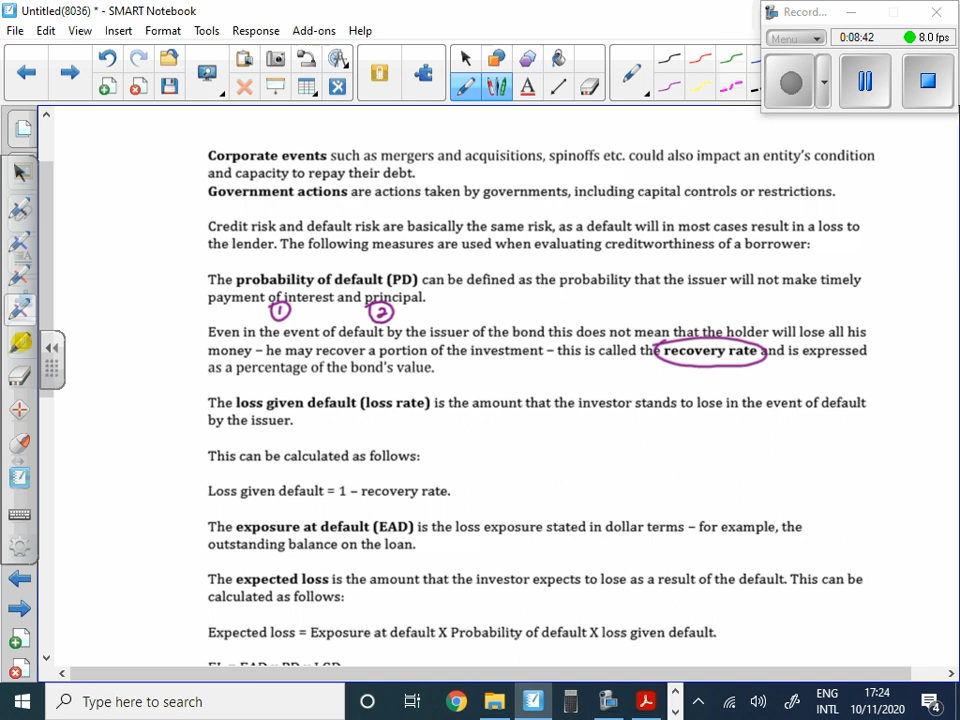 Untitled(8036) * - SMART Notebook
Record...
File Edit View Insert Format Tools Response Add-ons Help
Menu
0:08:42
8.0 fps
Corporate events such as mergers and acquisitions, spinoffs etc. could also impact an entity's condition
and capacity to repay their debt.
Government actions are actions taken by governments, including capital controls or restrictions.
Credit risk and default risk are basically the same risk, as a default will in most cases result in a loss to
the lender. The following measures are used when evaluating creditworthiness of a borrower:
The probability of default (PD) can be defined as the probability that the issuer will not make timely
payment of interest and principal.
1 2
Even in the event of default by the issuer of the bond this does not mean that the holder will lose all his
money – he may recover a portion of the investment – this is called the recovery rate and is expressed
as a percentage of the bond's value.
The loss given default (loss rate) is the amount that the investor stands to lose in the event of default
by the issuer.
This can be calculated as follows:
Loss given default = 1 – recovery rate.
The exposure at default (EAD) is the loss exposure stated in dollar terms – for example, the
outstanding balance on the loan.
The expected loss is the amount that the investor expects to lose as a result of the default. This can be
calculated as follows:
Expected loss = Exposure at default X Probability of default X loss given default.
EL = EAD x PD x LGD
Type here to search
ENG
INTL
17:24
10/11/2020
4